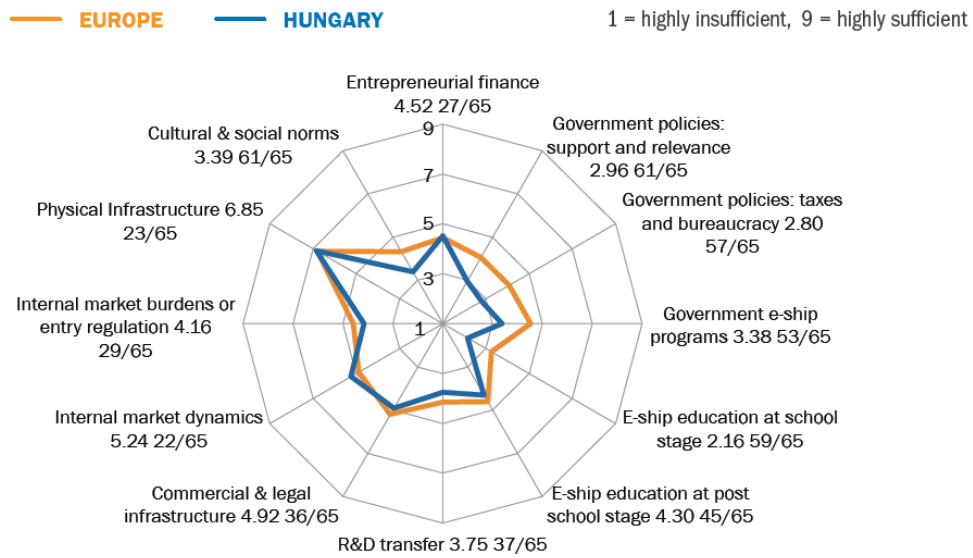 EUROPE
HUNGARY
1 = highly insufficient, 9 = highly sufficient
Entrepreneurial finance
4.52 27/65
Government policies:
support and relevance
2.96 61/65
Government policies: taxes
and bureaucracy 2.80
57/65
Government e-ship
programs 3.38 53/65
E-ship education at school
stage 2.16 59/65
E-ship education at post
school stage 4.30 45/65
R&D transfer 3.75 37/65
Commercial & legal
infrastructure 4.92 36/65
Internal market dynamics
5.24 22/65
Internal market burdens or
entry regulation 4.16
29/65
Physical Infrastructure 6.85
23/65
Cultural & social norms
3.39 61/65
9
7
5
3
1